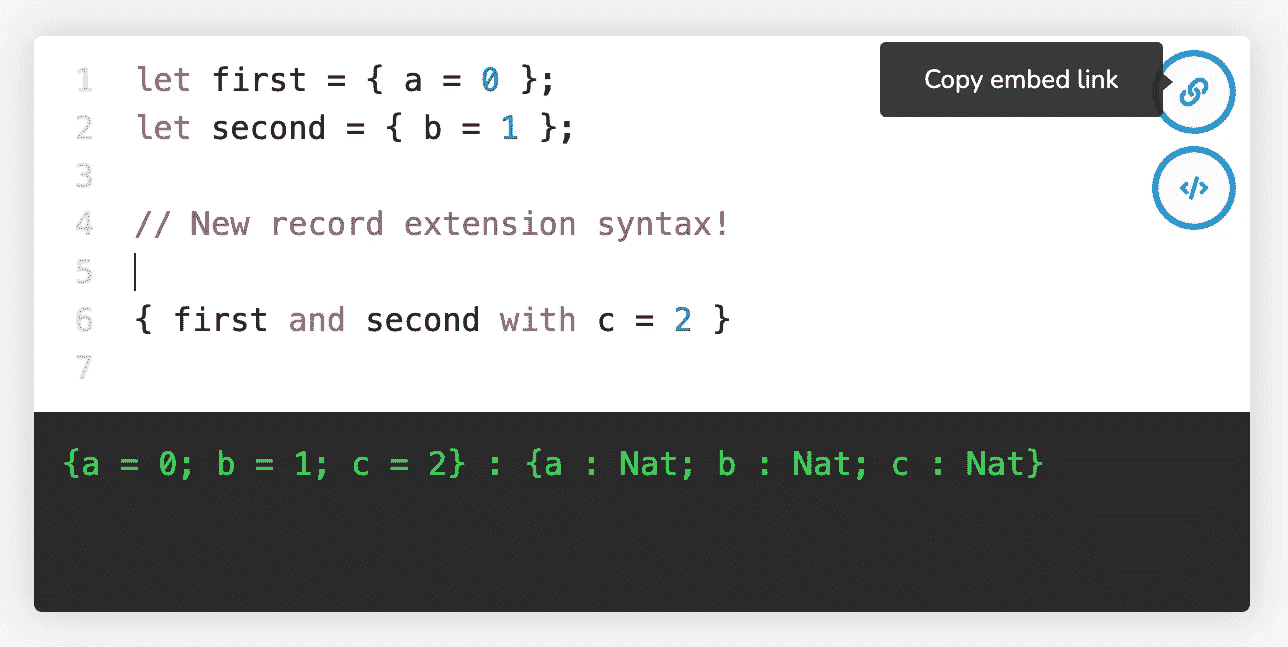 1 let first = { a = 0 };
2 let second = { b = 1 };
3
4 // New record extension syntax!
5
6 { first and second with c = 2 }
7
Copy embed link
</>
{a = 0; b = 1; c = 2} : {a : Nat; b : Nat; c : Nat}